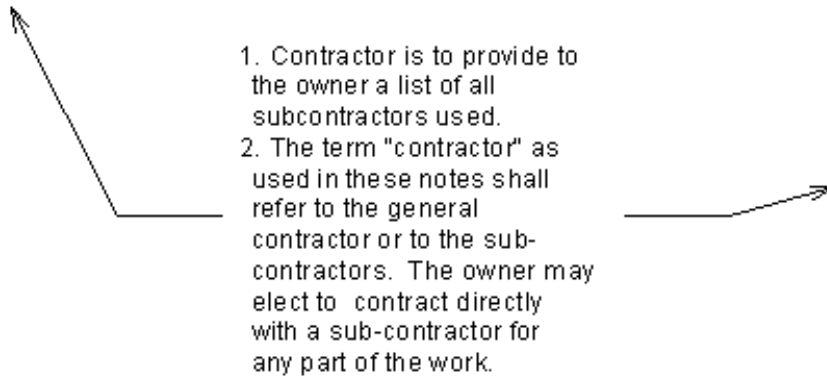 1. Contractor is to provide to
the owner a list of all
subcontractors used.
2. The term "contractor" as
used in these notes shall
refer to the general
contractor or to the sub-
contractors.  The owner may
elect to  contract directly
with a sub-contractor for
any part of the work.